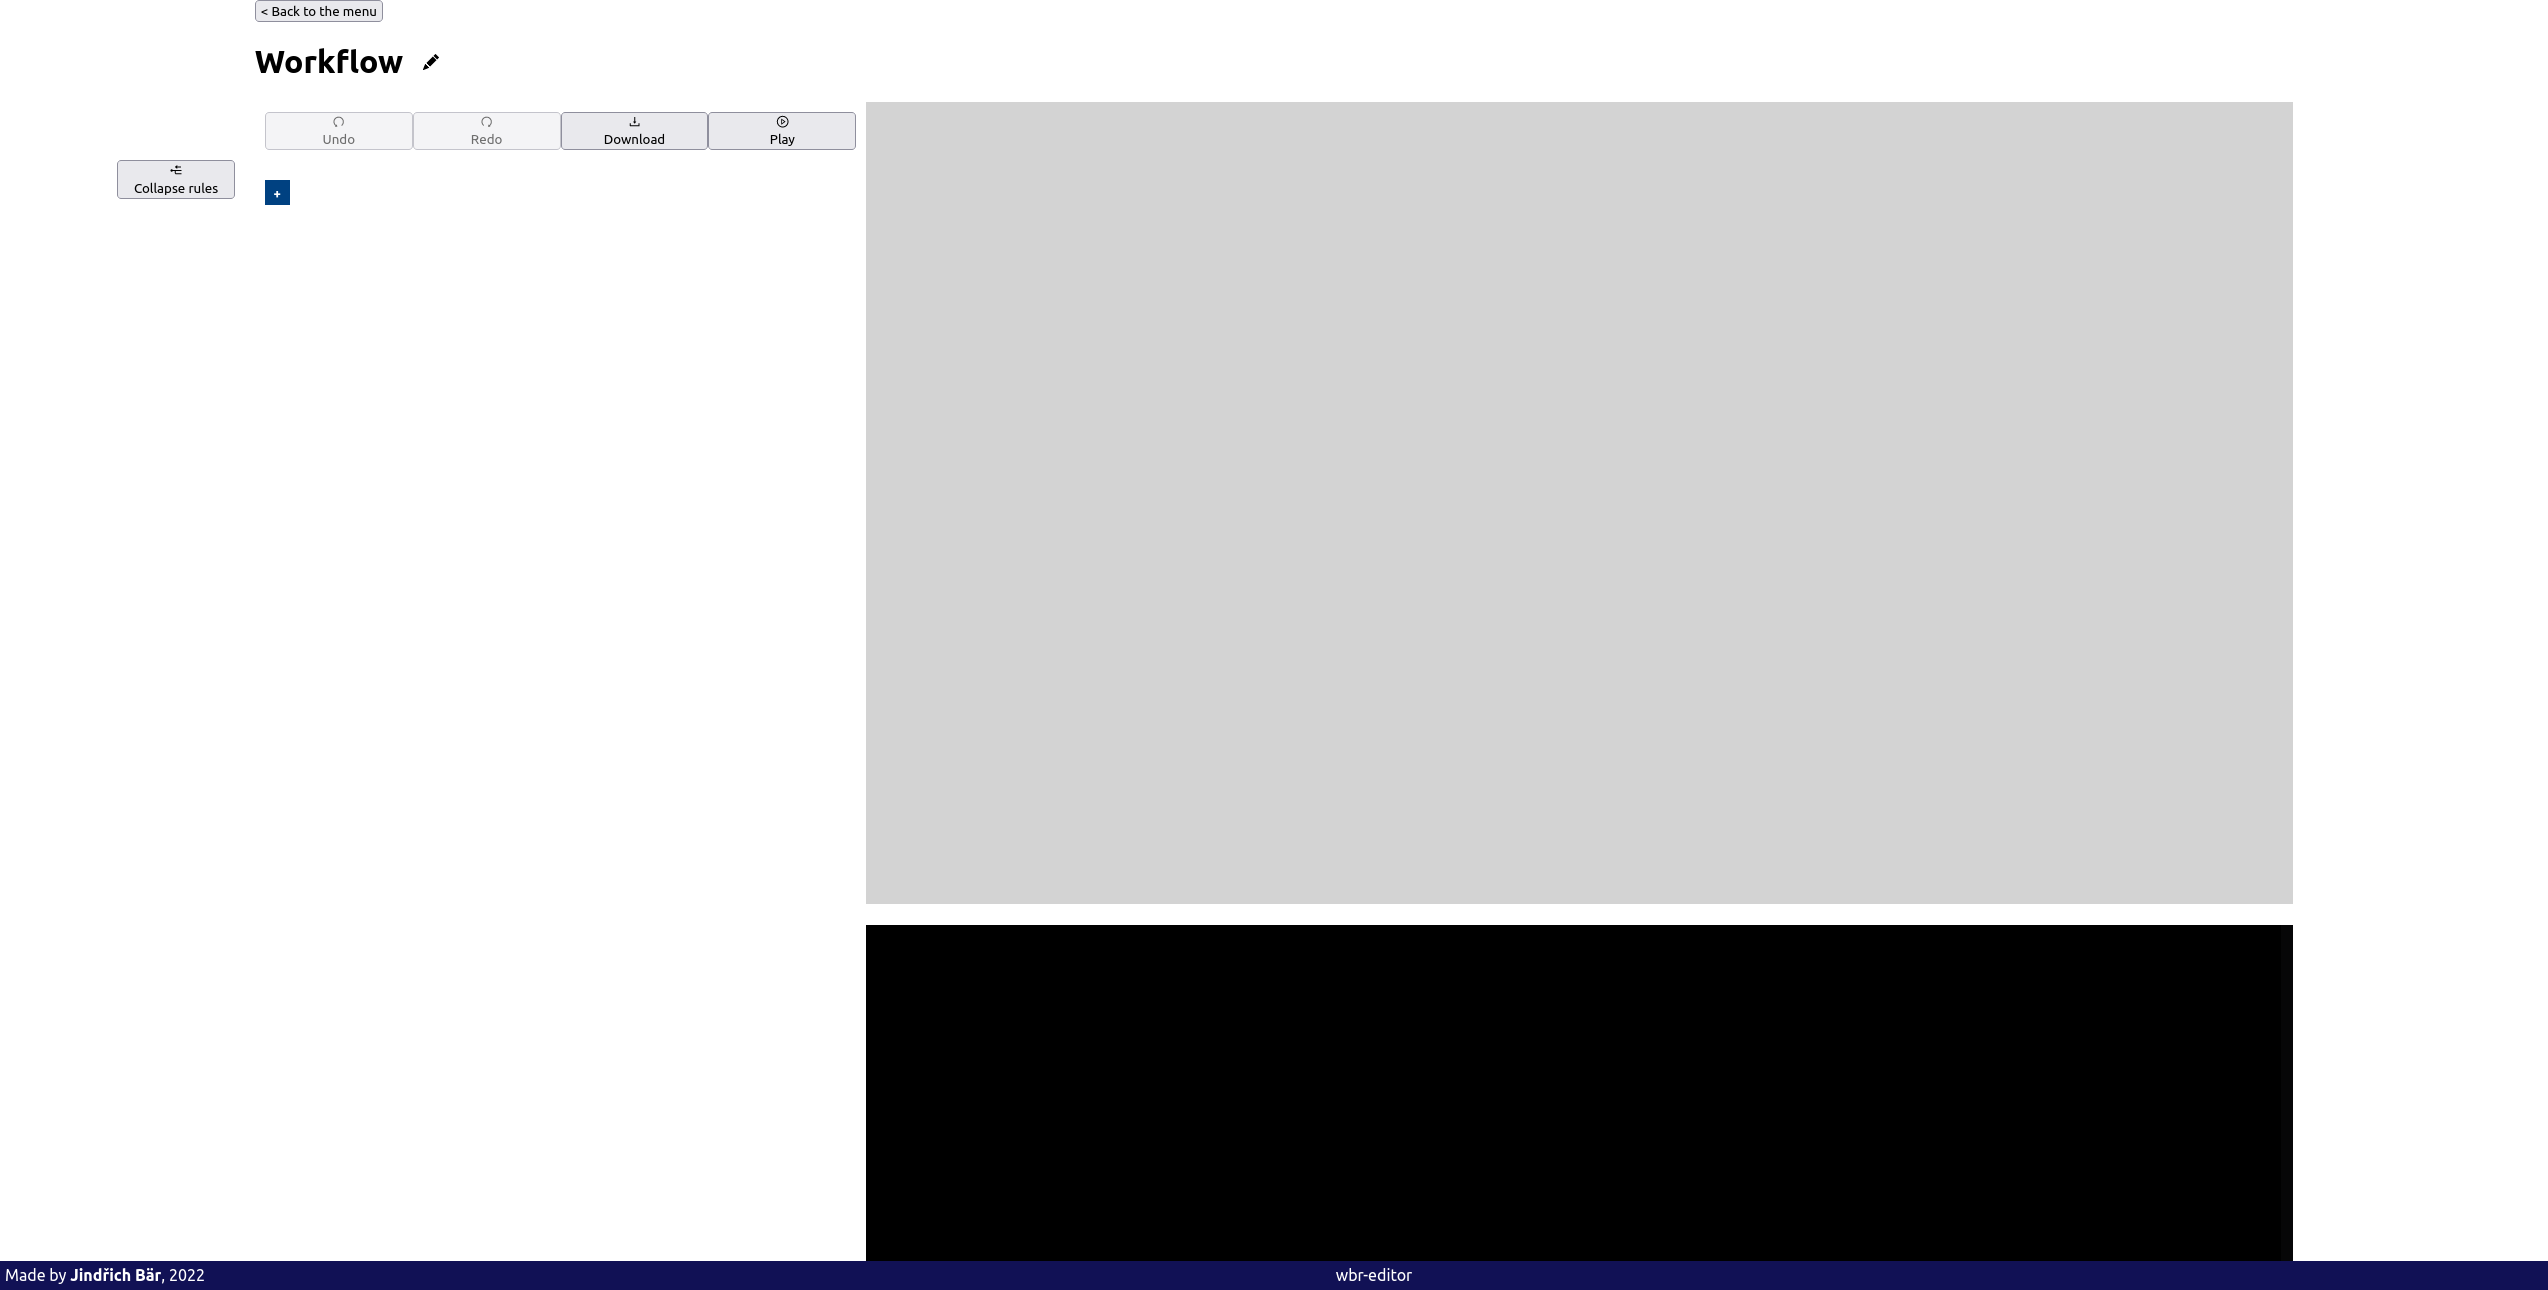 < Back to the menu
Workflow
Undo
Redo
Download
Play
Collapse rules
+
Made by Jindřich Bär, 2022
wbr-editor